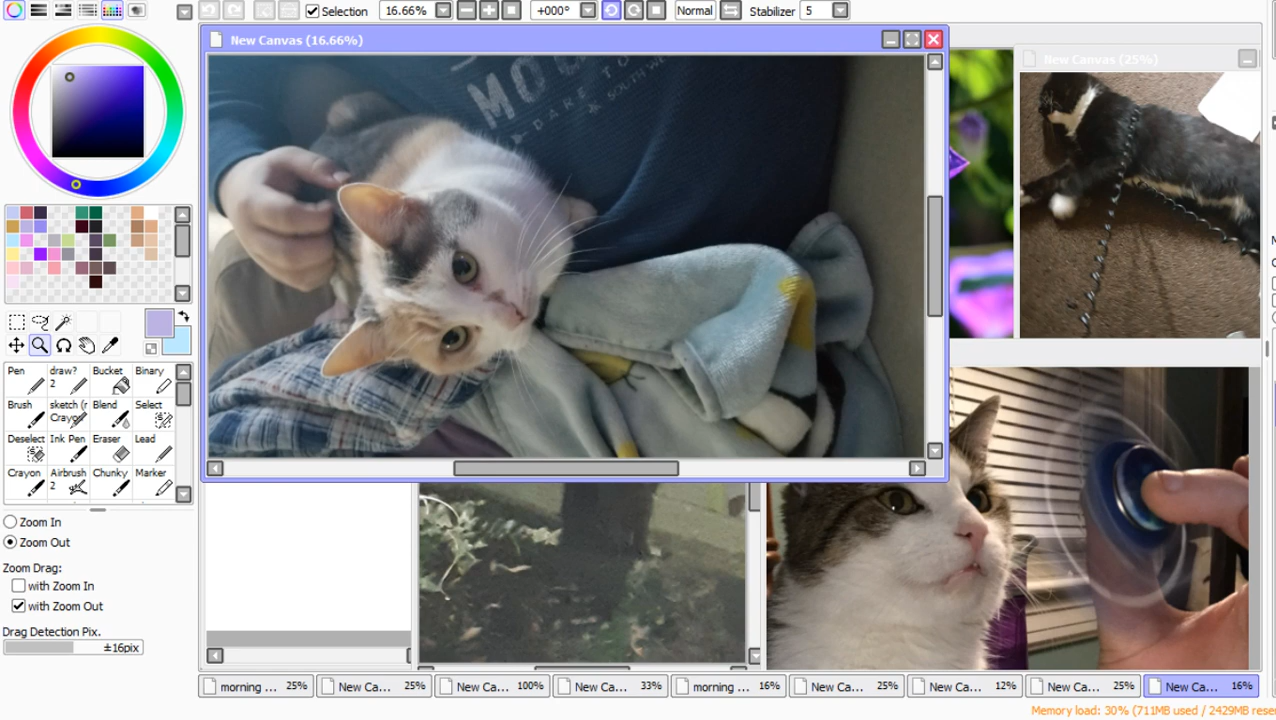 Selection 16.66% +000° Normal Stabilizer 5
New Canvas (16.66%)
New Canvas (25%)
MO
DARE TO
SOUTH WE
Pen draw? Bucket Binary
2
Brush sketch (r Blend Select
Crayon
Deselect Ink Pen Eraser Lead
Crayon Airbrush Chunky Marker
2
Zoom In
Zoom Out
Zoom Drag:
with Zoom In
with Zoom Out
Drag Detection Pix.
±16pix
morning ... 25% New Ca... 25% New Ca... 100% New Ca... 33% morning ... 16% New Ca... 25% New Ca... 12% New Ca... 25% New Ca... 16%
Memory load: 30% (711MB used / 2429MB rese